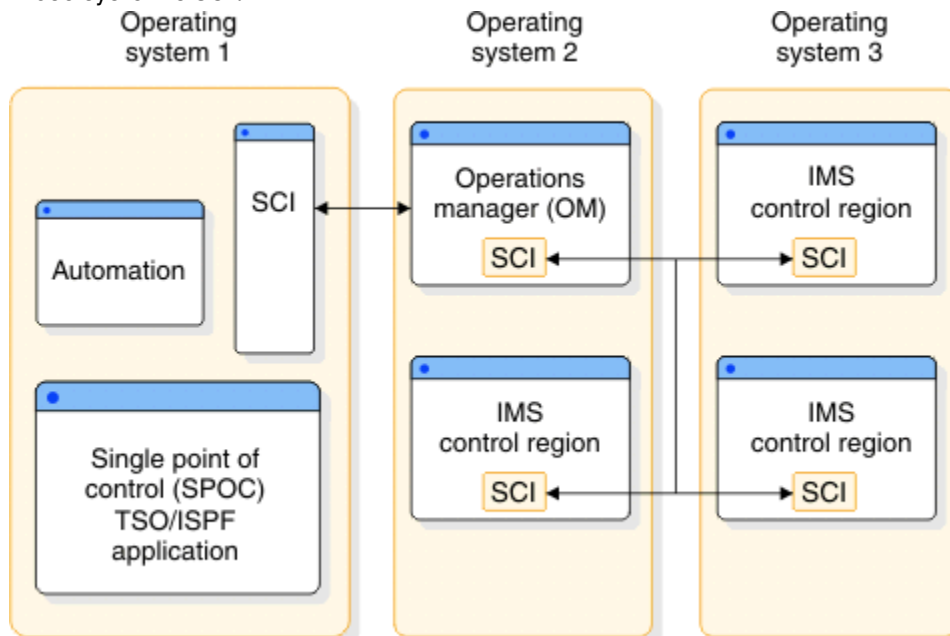 Operating
system 1
Operating
system 2
Operating
system 3
SCI
Automation
Single point of
control (SPOC)
TSO/ISPF
application
Operations
manager (OM)
SCI
IMS
control region
SCI
IMS
control region
SCI
IMS
control region
SCI